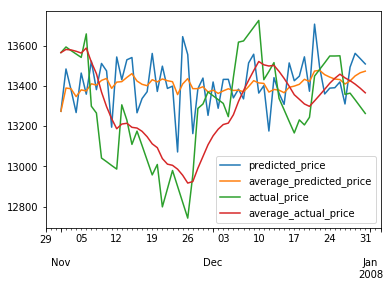 13600
13400
13200
13000
12800
29 05 12 19 26 03 10 17 24 31
Nov Dec Jan
2008
predicted_price
average_predicted_price
actual_price
average_actual_price